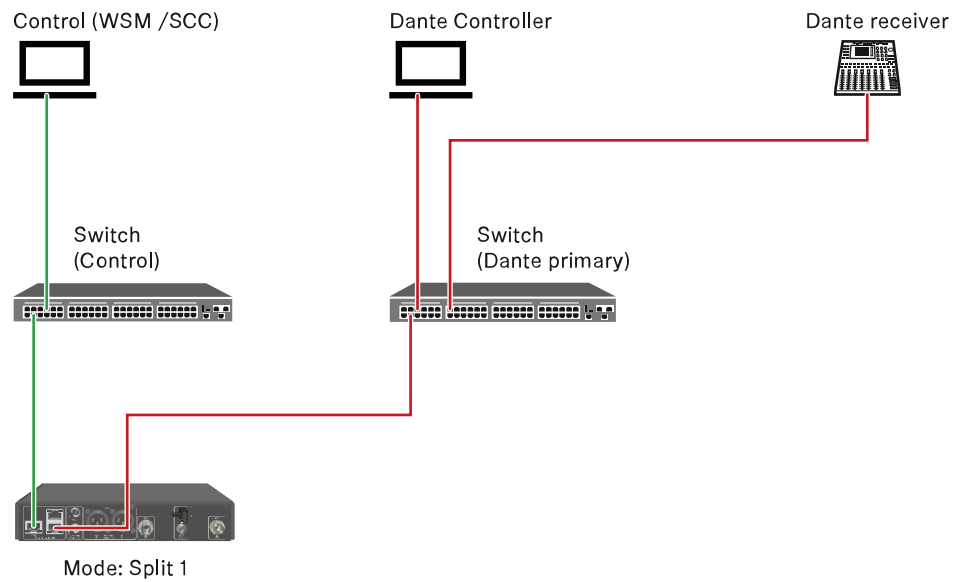 Control (WSM /SCC)
Dante Controller
Dante receiver
Switch
(Control)
Switch
(Dante primary)
Mode: Split 1